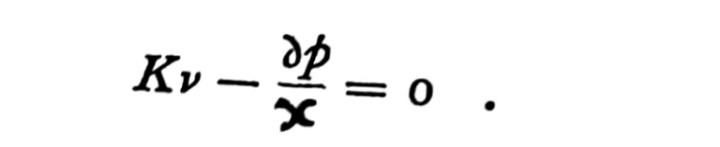 Kν − ∂p/x = 0 .